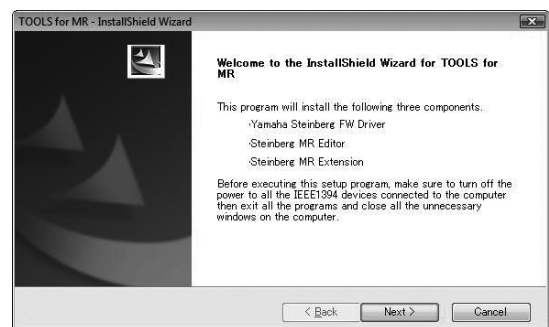 TOOLS for MR - InstallShield Wizard
Welcome to the InstallShield Wizard for TOOLS for
MR
This program will install the following three components.
·Yamaha Steinberg FW Driver
·Steinberg MR Editor
·Steinberg MR Extension
Before executing this setup program, make sure to turn off the
power to all the IEEE1394 devices connected to the computer
then exit all the programs and close all the unnecessary
windows on the computer.
< Back Next > Cancel